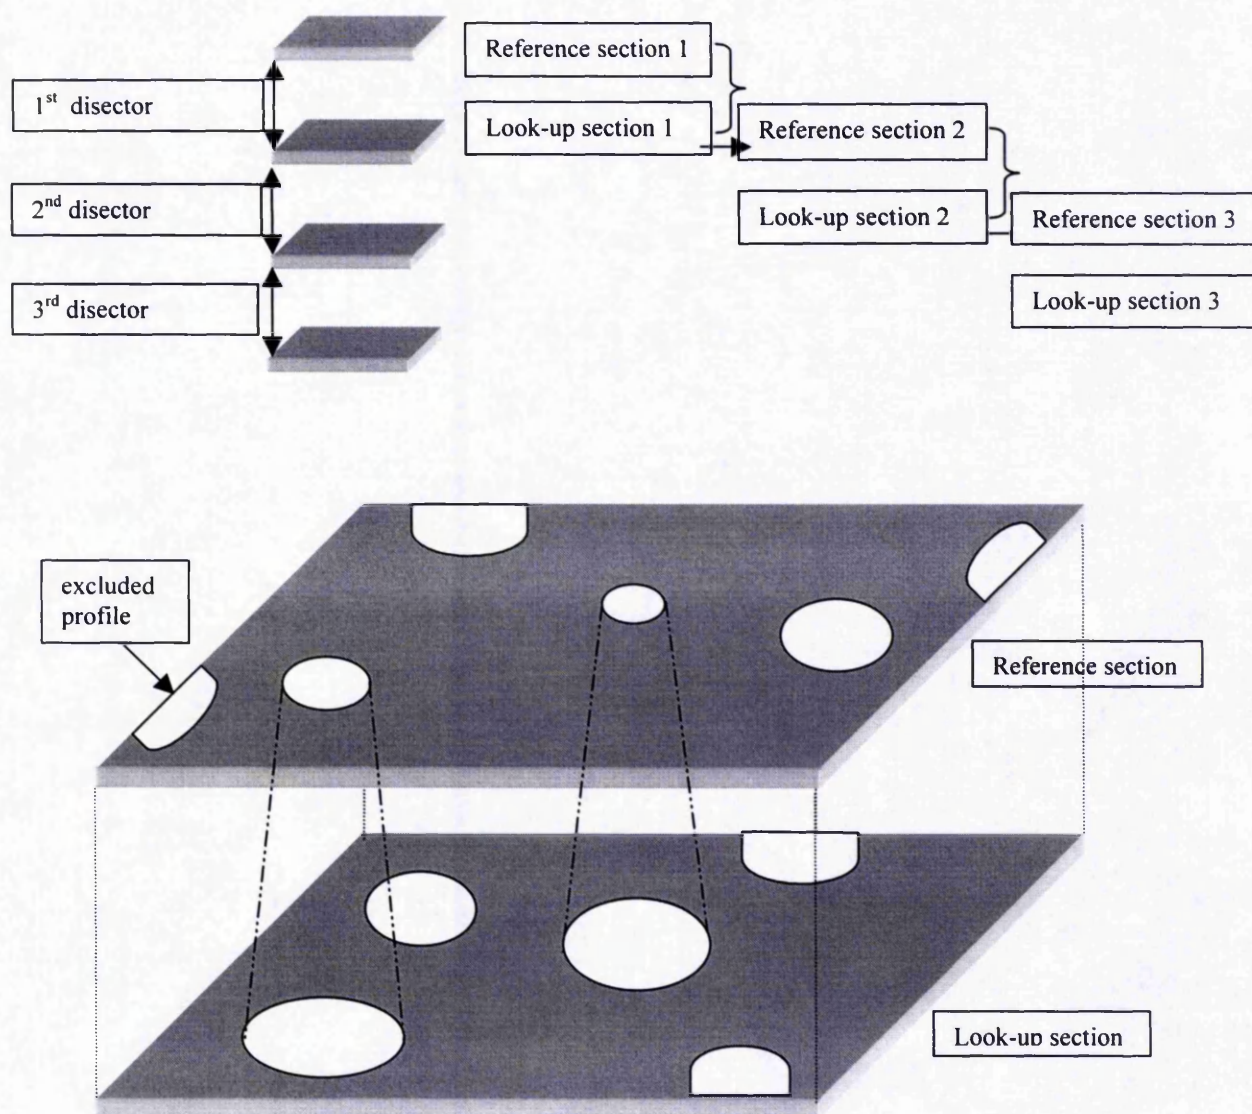 Reference section 1
1st disector
Look-up section 1
Reference section 2
2nd disector
Look-up section 2
Reference section 3
3rd disector
Look-up section 3
excluded
profile
Reference section
Look-up section